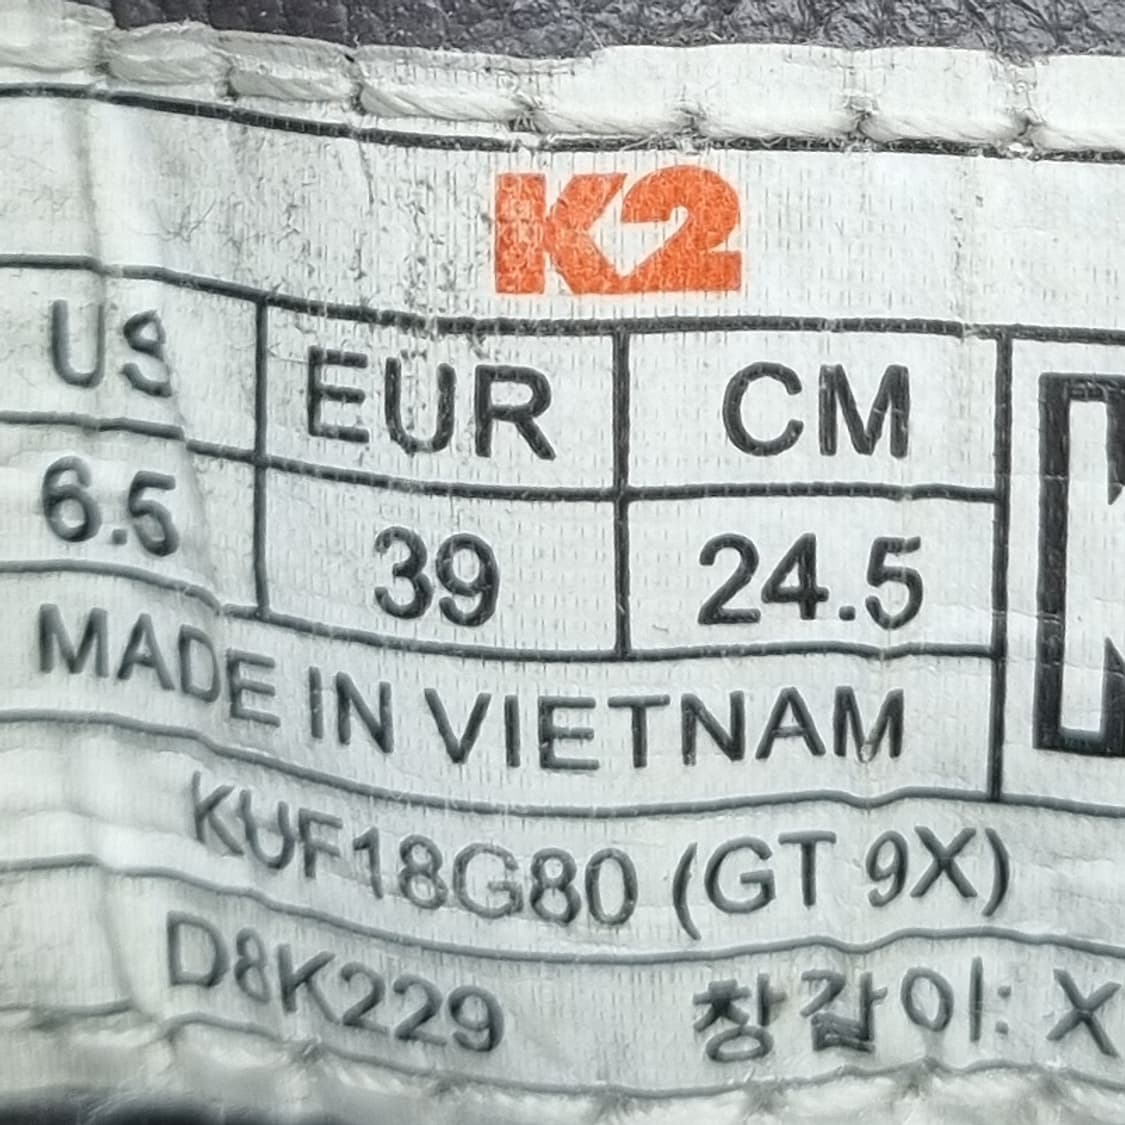 K2
US EUR CM
6.5 39 24.5
MADE IN VIETNAM
KUF18G80 (GT 9X)
D8K229 창갈이: X